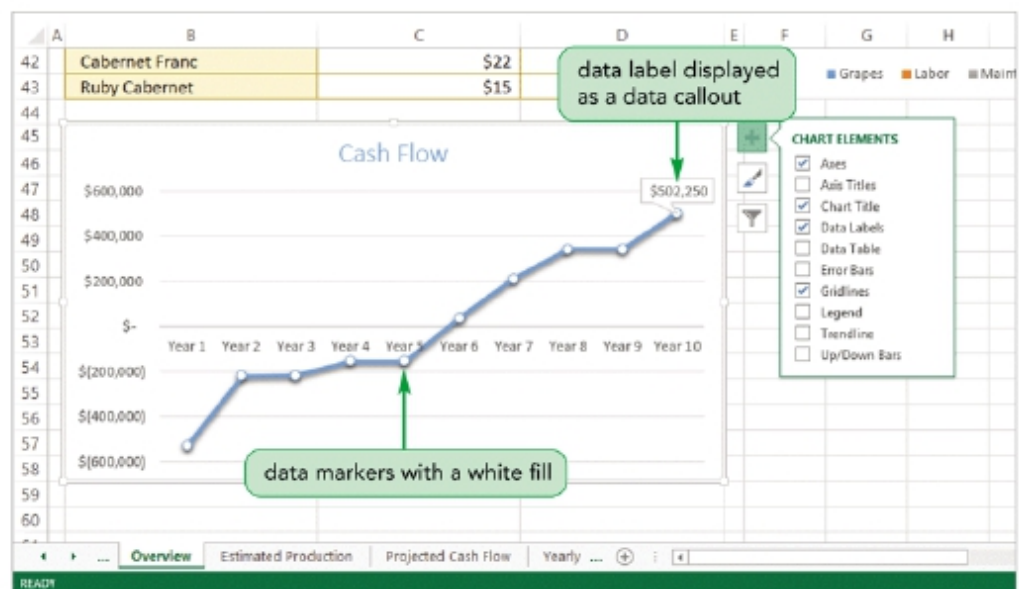 A B C D E F G H
42 Cabernet Franc $22
43 Ruby Cabernet $15
data label displayed
as a data callout
Grapes Labor Maint
44
45
46
47
48
49
50
51
52
53
54
55
56
57
58
59
60
Cash Flow
$502,250
$600,000
$400,000
$200,000
$-
Year 1 Year 2 Year 3 Year 4 Year 5 Year 6 Year 7 Year 8 Year 9 Year 10
$(200,000)
$(400,000)
$(600,000)
data markers with a white fill
CHART ELEMENTS
Axes
Axis Titles
Chart Title
Data Labels
Data Table
Error Bars
Gridlines
Legend
Trendline
Up/Down Bars
... Overview Estimated Production Projected Cash Flow Yearly ...
READY